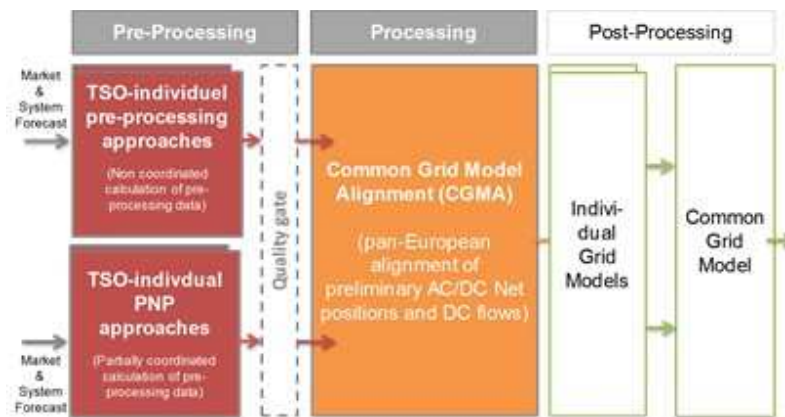 Pre-Processing
Processing
Post-Processing
Market
&
System
Forecast
TSO-individuel
pre-processing
approaches
(Non coordinated
calculation of pre-
processing data)
TSO-indivdual
PNP
approaches
(Partially coordinated
calculation of pre-
processing data)
Market
&
System
Forecast
Quality gate
Common Grid Model
Alignment (CGMA)
(pan-European
alignment of
preliminary AC/DC Net
positions and DC flows)
Indivi-
dual
Grid
Models
Common
Grid
Model